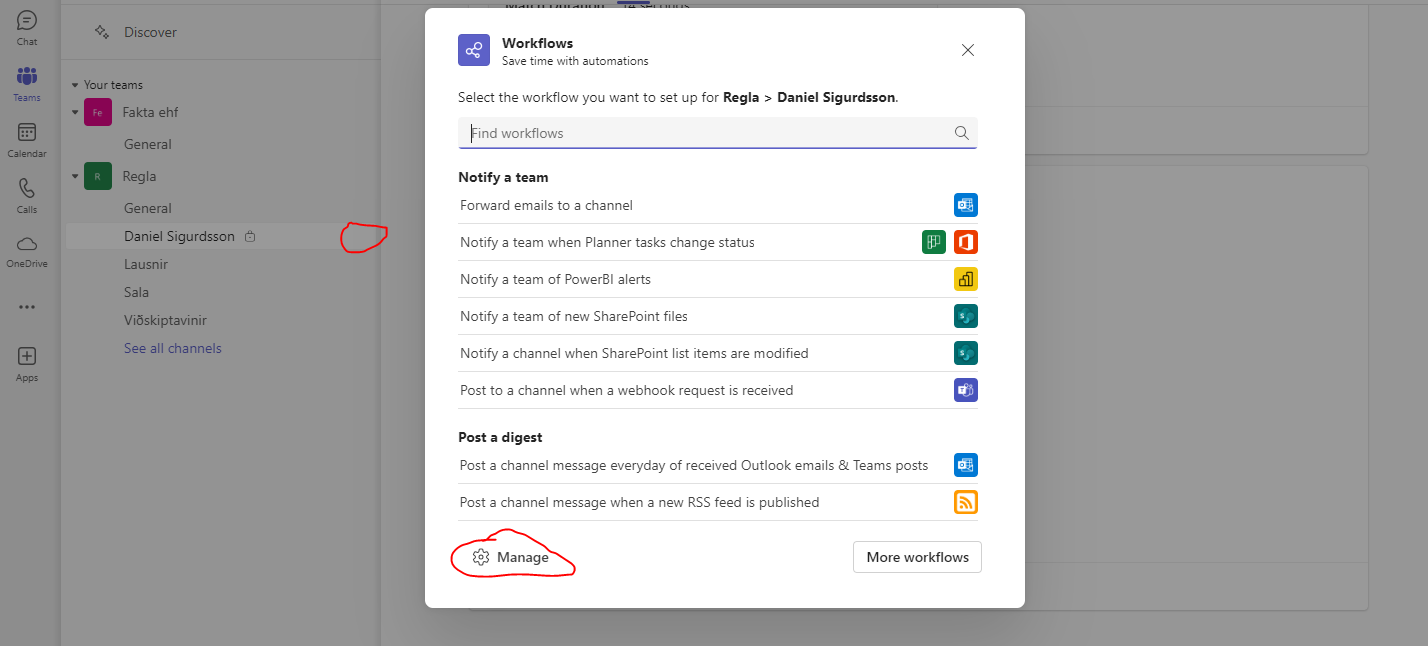 Chat
Teams
Calendar
Calls
OneDrive
Apps
Discover
Your teams
Fe Fakta ehf
General
R Regla
General
Daniel Sigurdsson
Lausnir
Sala
Viðskiptavinir
See all channels
Workflows
Save time with automations
Select the workflow you want to set up for Regla > Daniel Sigurdsson.
Find workflows
Notify a team
Forward emails to a channel
Notify a team when Planner tasks change status
Notify a team of PowerBI alerts
Notify a team of new SharePoint files
Notify a channel when SharePoint list items are modified
Post to a channel when a webhook request is received
Post a digest
Post a channel message everyday of received Outlook emails & Teams posts
Post a channel message when a new RSS feed is published
Manage
More workflows